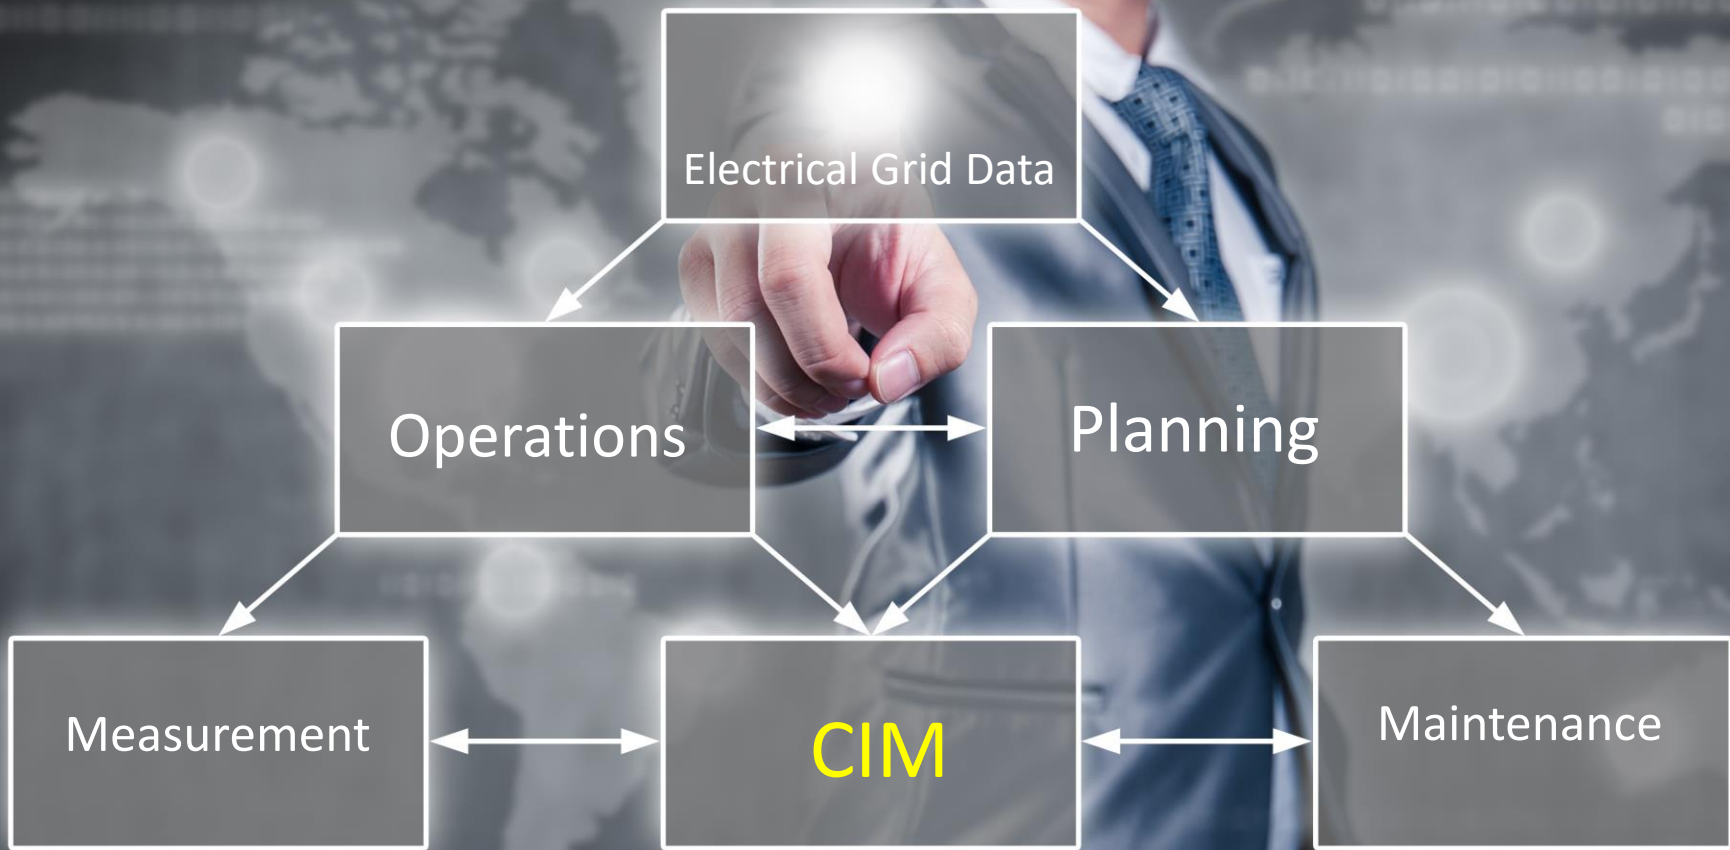 Electrical Grid Data
Operations
Planning
Measurement
CIM
Maintenance